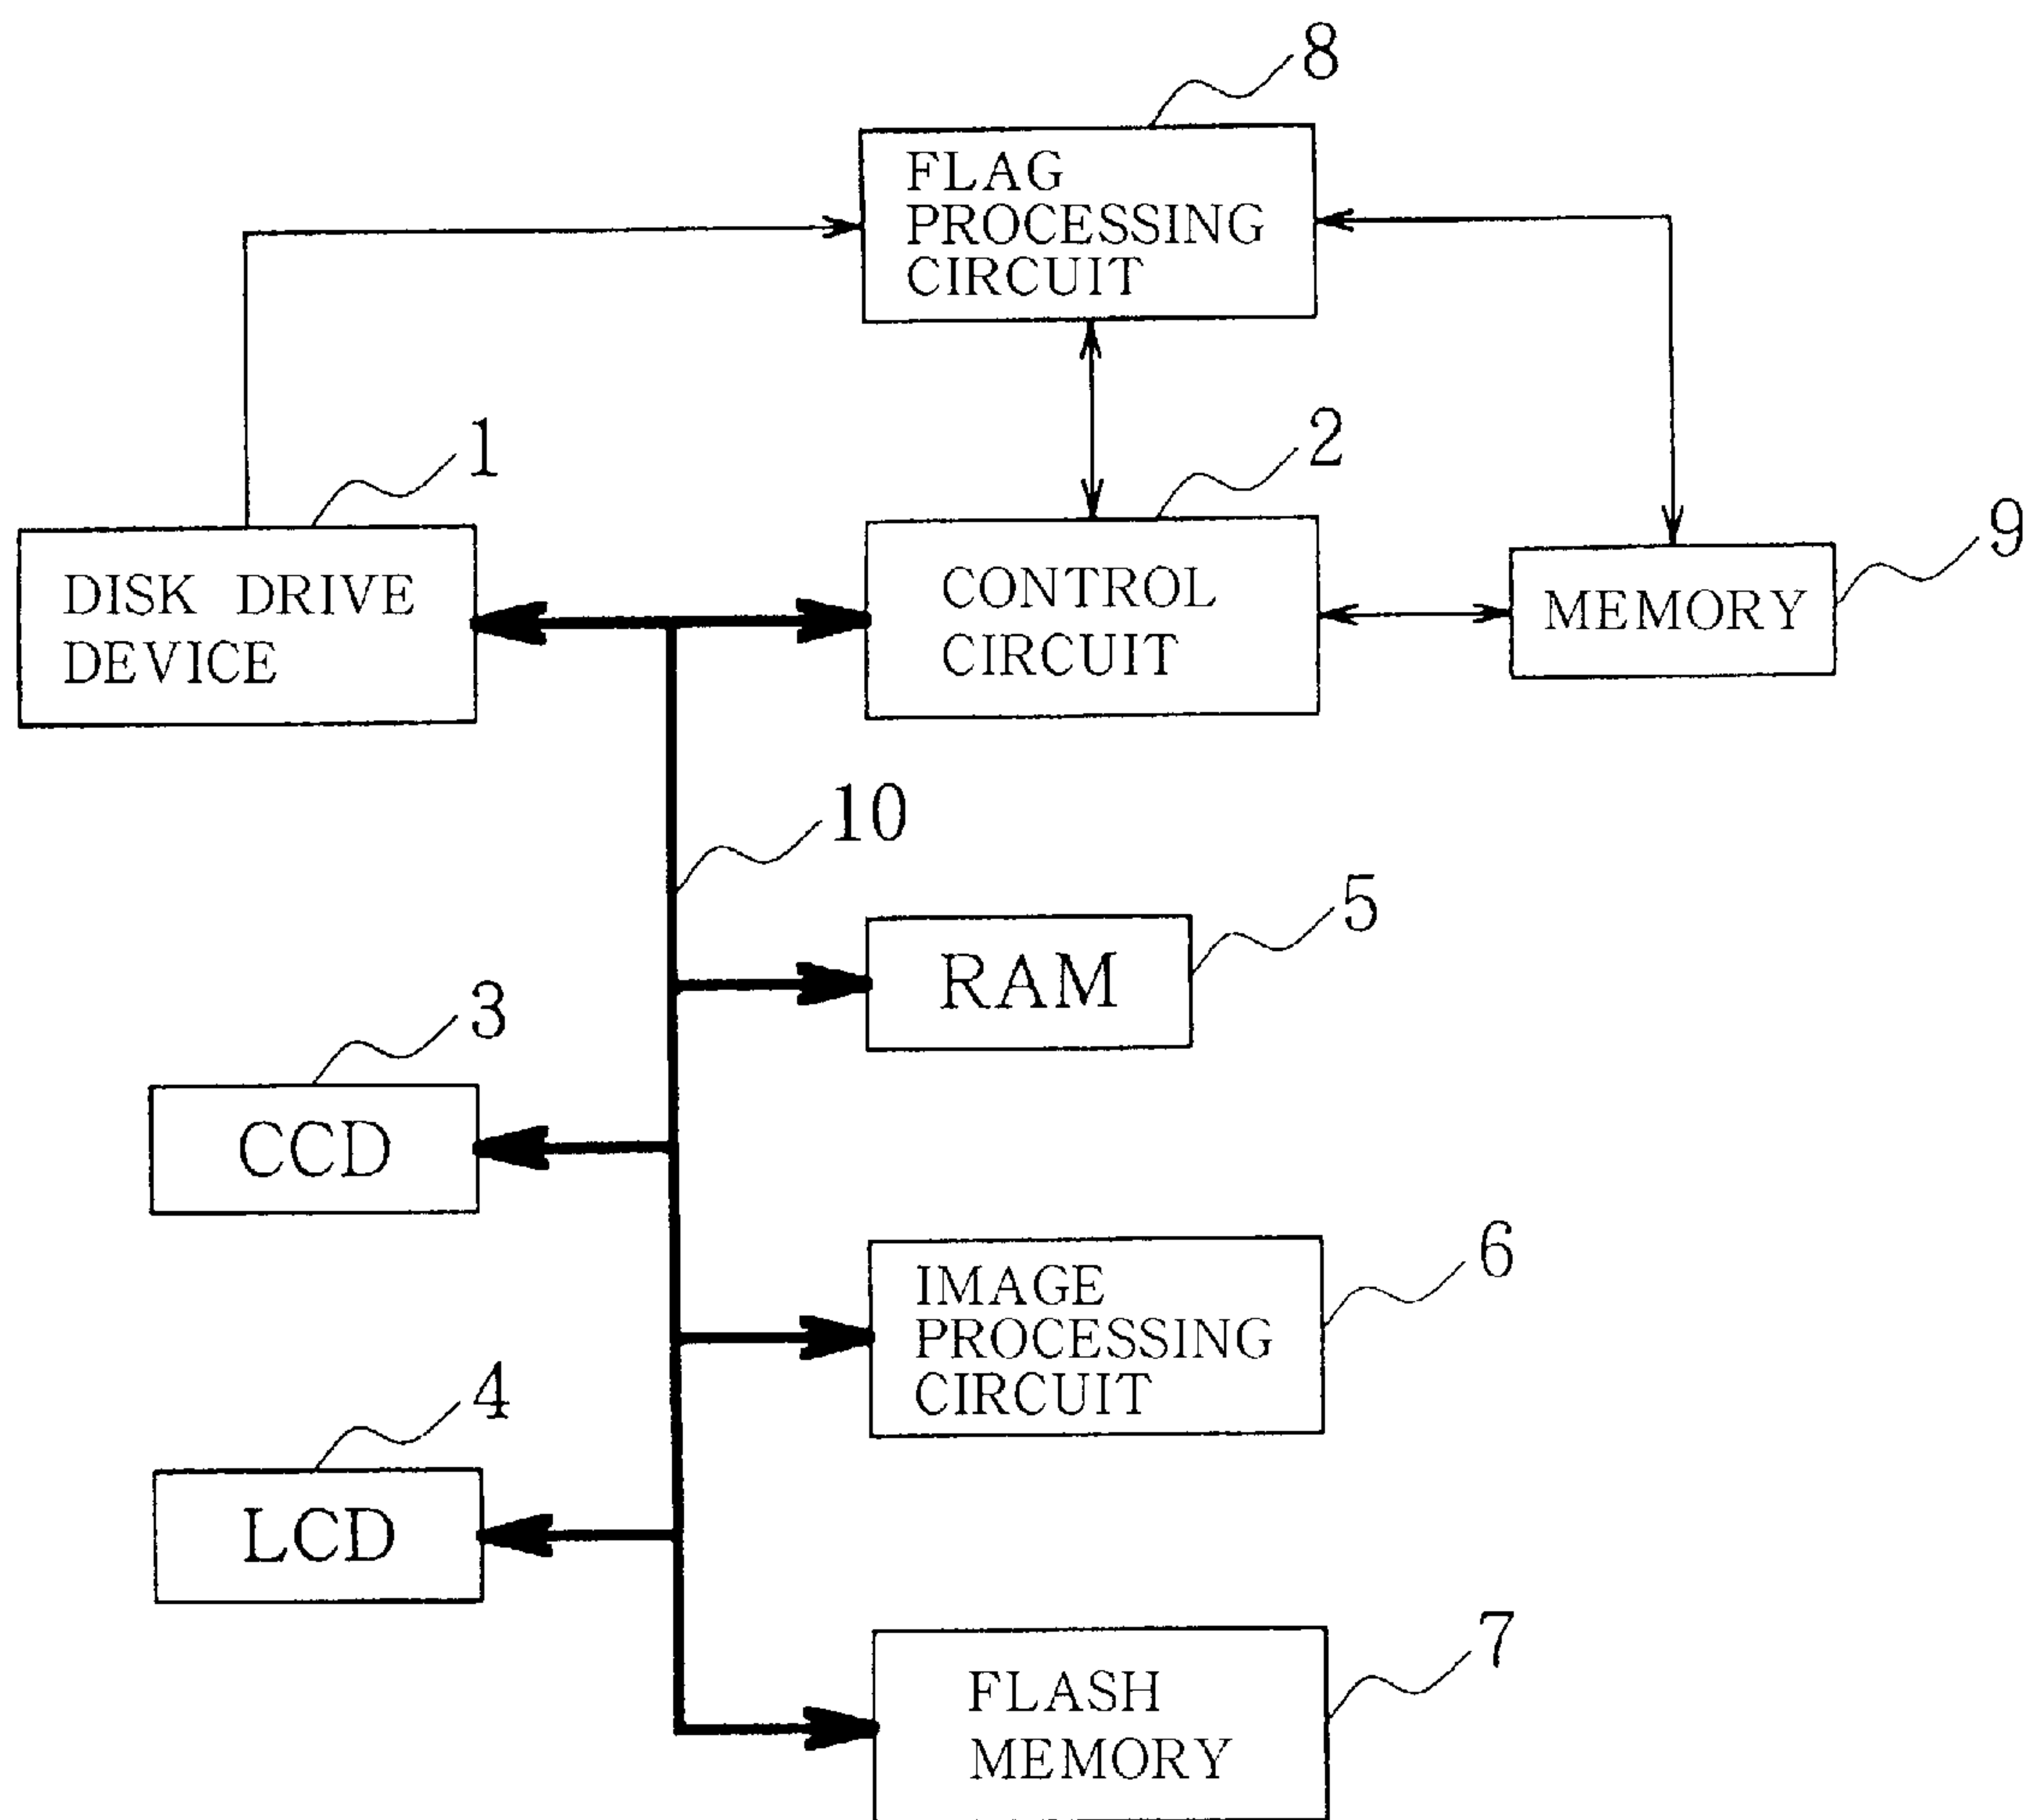 8
FLAG
PROCESSING
CIRCUIT
1
2
9
DISK DRIVE
DEVICE
CONTROL
CIRCUIT
MEMORY
10
5
RAM
3
CCD
6
IMAGE
PROCESSING
CIRCUIT
4
LCD
7
FLASH
MEMORY